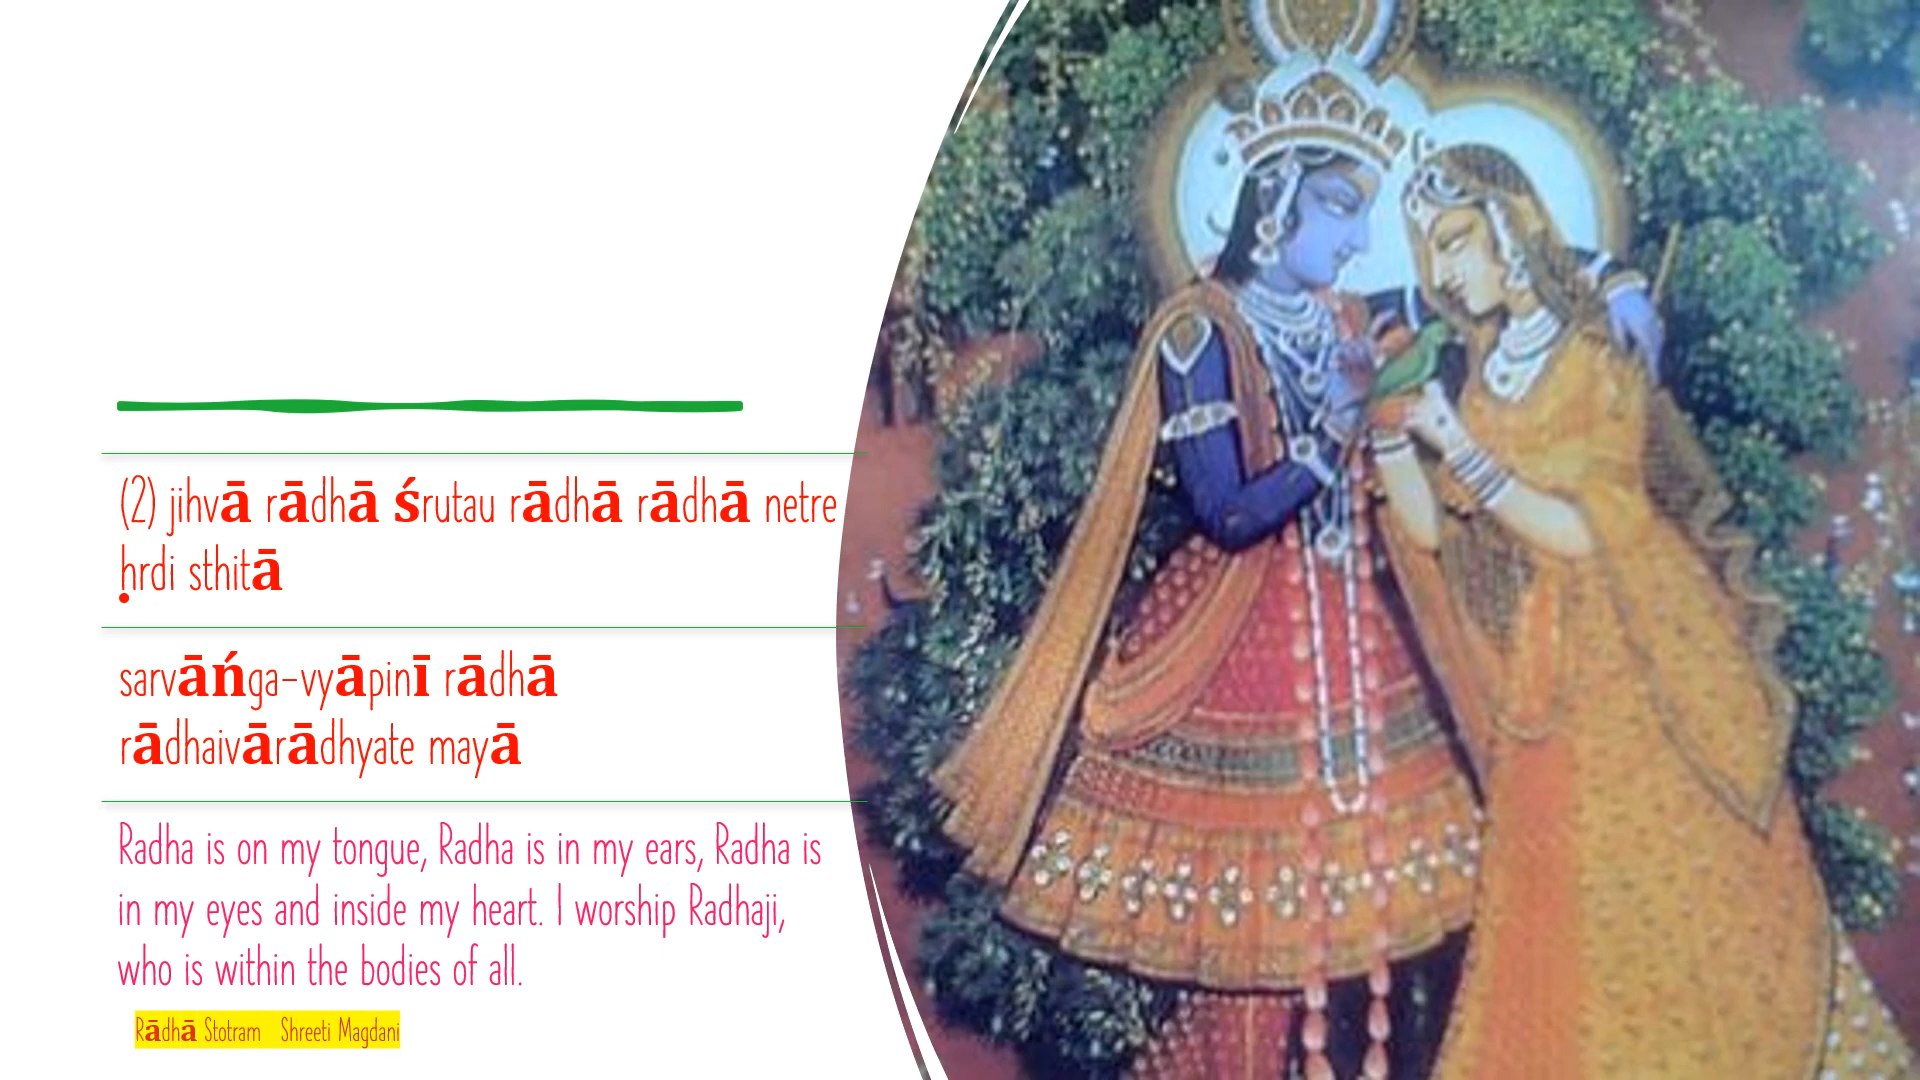 (2) jihvā rādhā śrutau rādhā rādhā netre
ḥrdi sthitā
sarvāńga-vyāpinī rādhā
rādhaivārādhyate mayā
Radha is on my tongue, Radha is in my ears, Radha is
in my eyes and inside my heart. I worship Radhaji,
who is within the bodies of all.
Rādhā Stotram Shreeti Magdani